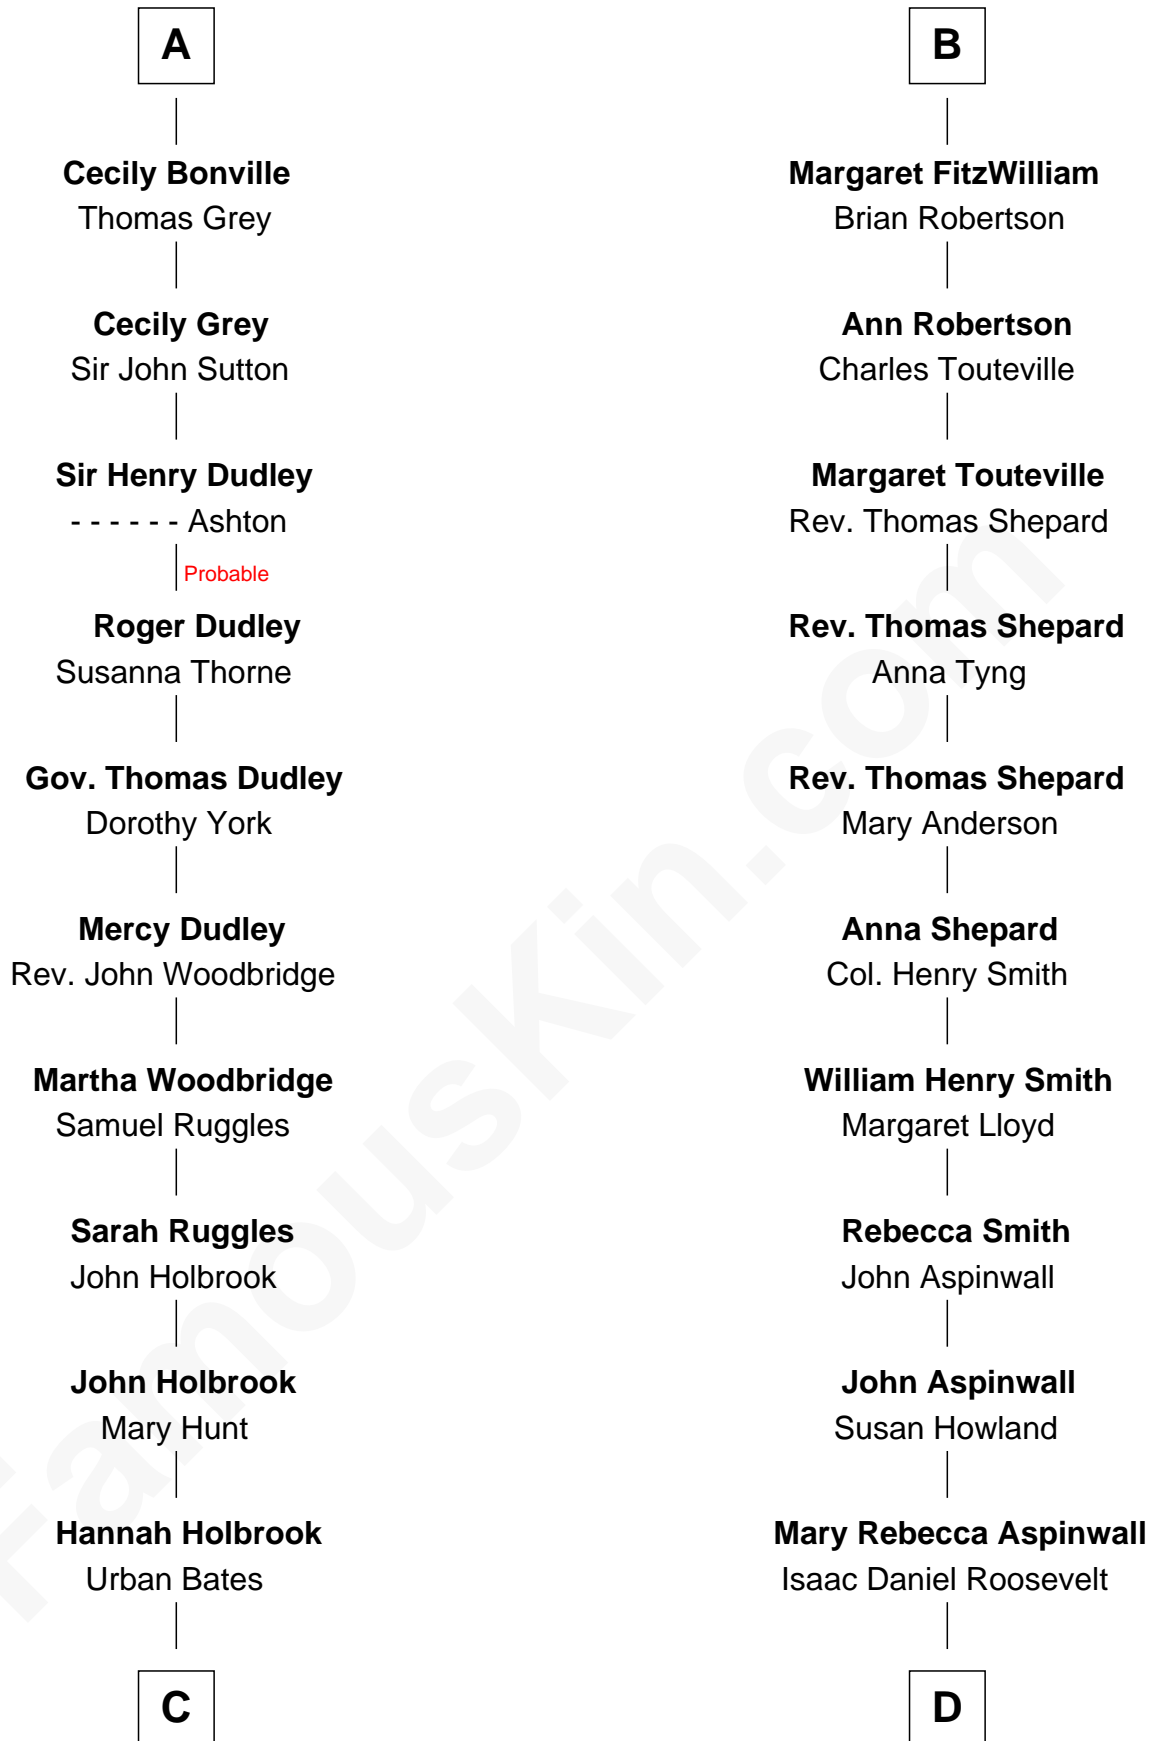 A
Cecily Bonville
Thomas Grey
Cecily Grey
Sir John Sutton
Sir Henry Dudley
- - - - - - Ashton
Probable
Roger Dudley
Susanna Thorne
Gov. Thomas Dudley
Dorothy York
Mercy Dudley
Rev. John Woodbridge
Martha Woodbridge
Samuel Ruggles
Sarah Ruggles
John Holbrook
John Holbrook
Mary Hunt
Hannah Holbrook
Urban Bates
C
B
Margaret FitzWilliam
Brian Robertson
Ann Robertson
Charles Touteville
Margaret Touteville
Rev. Thomas Shepard
Rev. Thomas Shepard
Anna Tyng
Rev. Thomas Shepard
Mary Anderson
Anna Shepard
Col. Henry Smith
William Henry Smith
Margaret Lloyd
Rebecca Smith
John Aspinwall
John Aspinwall
Susan Howland
Mary Rebecca Aspinwall
Isaac Daniel Roosevelt
D
FamousKin.com